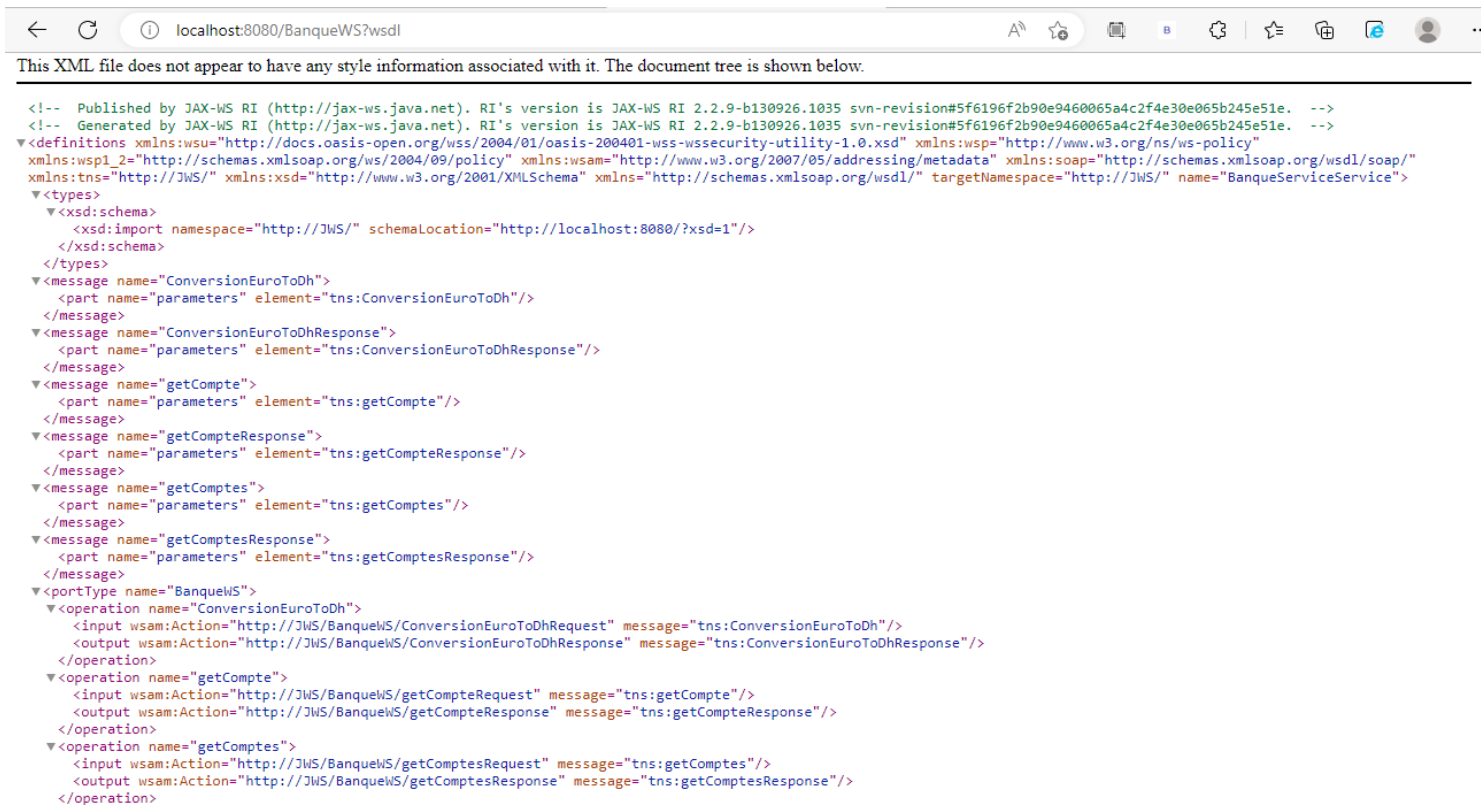 localhost:8080/BanqueWS?wsdl
This XML file does not appear to have any style information associated with it. The document tree is shown below.
<!-- Published by JAX-WS RI (http://jax-ws.java.net). RI's version is JAX-WS RI 2.2.9-b130926.1035 svn-revision#5f6196f2b90e9460065a4c2f4e30e065b245e51e. -->
<!-- Generated by JAX-WS RI (http://jax-ws.java.net). RI's version is JAX-WS RI 2.2.9-b130926.1035 svn-revision#5f6196f2b90e9460065a4c2f4e30e065b245e51e. -->
▼<definitions xmlns:wsu="http://docs.oasis-open.org/wss/2004/01/oasis-200401-wss-wssecurity-utility-1.0.xsd" xmlns:wsp="http://www.w3.org/ns/ws-policy"
xmlns:wsp1_2="http://schemas.xmlsoap.org/ws/2004/09/policy" xmlns:wsam="http://www.w3.org/2007/05/addressing/metadata" xmlns:soap="http://schemas.xmlsoap.org/wsdl/soap/"
xmlns:tns="http://JWS/" xmlns:xsd="http://www.w3.org/2001/XMLSchema" xmlns="http://schemas.xmlsoap.org/wsdl/" targetNamespace="http://JWS/" name="BanqueServiceService">
▼<types>
▼<xsd:schema>
<xsd:import namespace="http://JWS/" schemaLocation="http://localhost:8080/?xsd=1"/>
</xsd:schema>
</types>
▼<message name="ConversionEuroToDh">
<part name="parameters" element="tns:ConversionEuroToDh"/>
</message>
▼<message name="ConversionEuroToDhResponse">
<part name="parameters" element="tns:ConversionEuroToDhResponse"/>
</message>
▼<message name="getCompte">
<part name="parameters" element="tns:getCompte"/>
</message>
▼<message name="getCompteResponse">
<part name="parameters" element="tns:getCompteResponse"/>
</message>
▼<message name="getComptes">
<part name="parameters" element="tns:getComptes"/>
</message>
▼<message name="getComptesResponse">
<part name="parameters" element="tns:getComptesResponse"/>
</message>
▼<portType name="BanqueWS">
▼<operation name="ConversionEuroToDh">
<input wsam:Action="http://JWS/BanqueWS/ConversionEuroToDhRequest" message="tns:ConversionEuroToDh"/>
<output wsam:Action="http://JWS/BanqueWS/ConversionEuroToDhResponse" message="tns:ConversionEuroToDhResponse"/>
</operation>
▼<operation name="getCompte">
<input wsam:Action="http://JWS/BanqueWS/getCompteRequest" message="tns:getCompte"/>
<output wsam:Action="http://JWS/BanqueWS/getCompteResponse" message="tns:getCompteResponse"/>
</operation>
▼<operation name="getComptes">
<input wsam:Action="http://JWS/BanqueWS/getComptesRequest" message="tns:getComptes"/>
<output wsam:Action="http://JWS/BanqueWS/getComptesResponse" message="tns:getComptesResponse"/>
</operation>